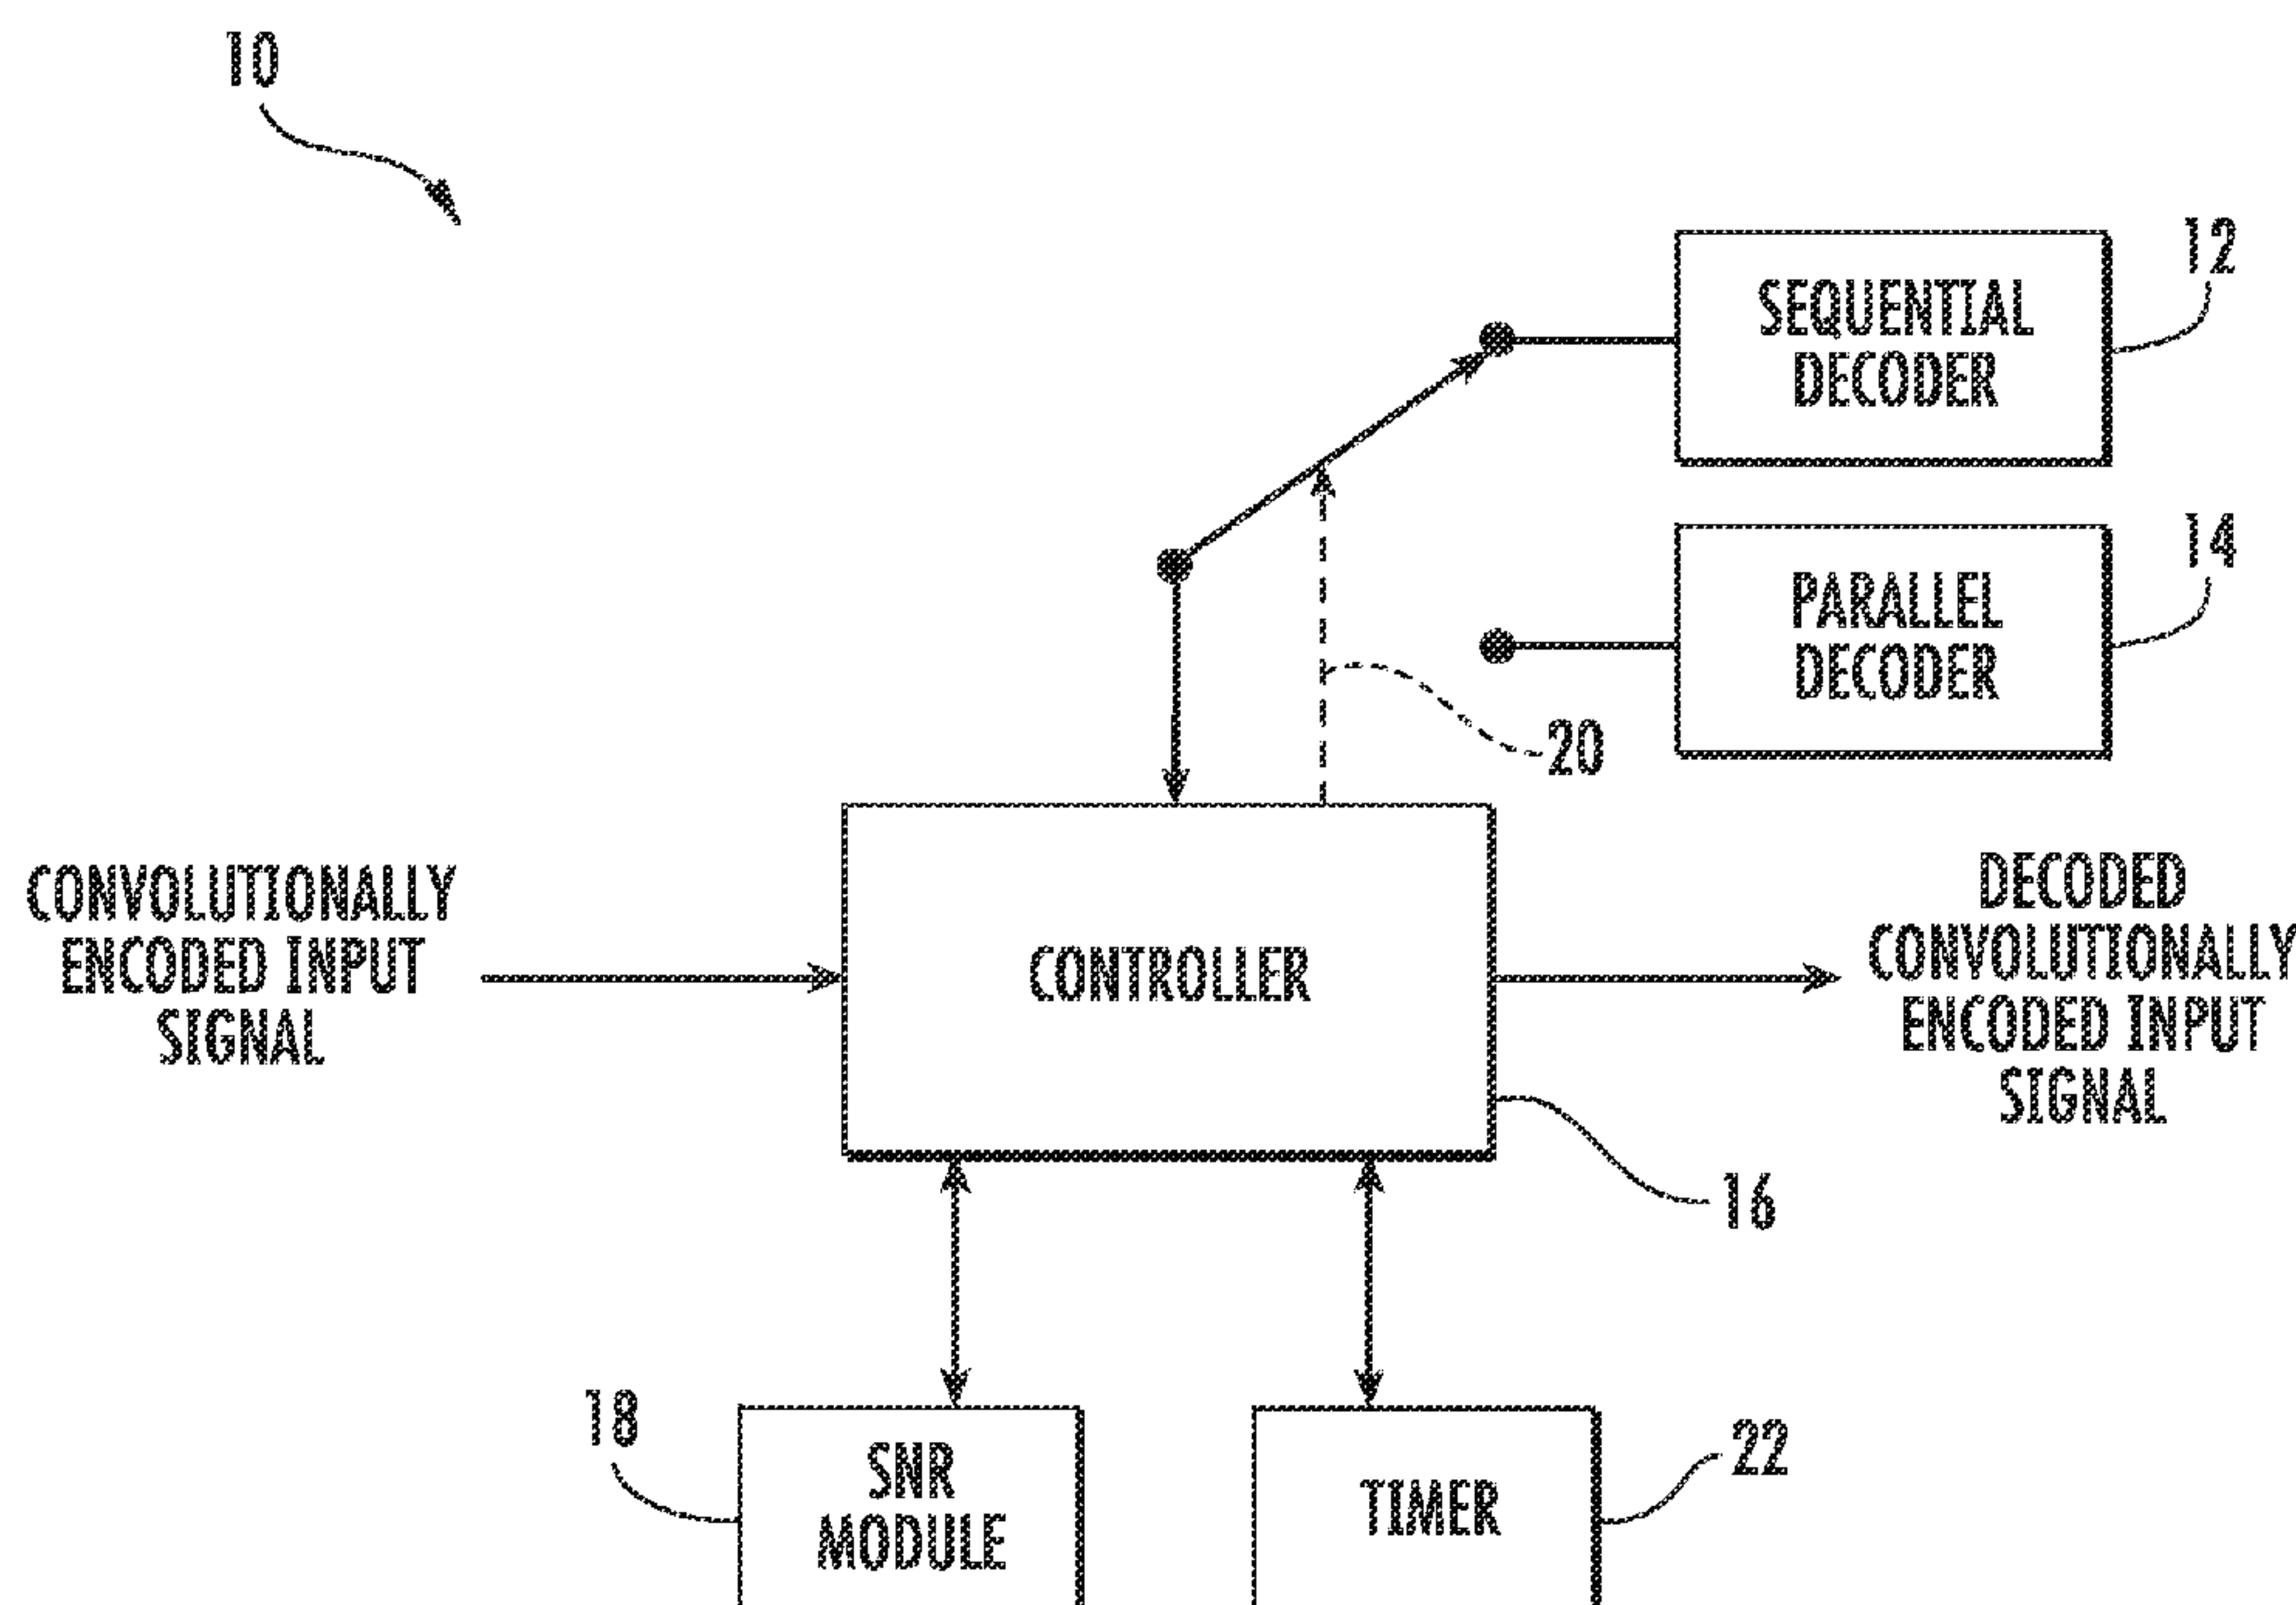 10
12
SEQUENTIAL
DECODER
14
PARALLEL
DECODER
20
CONVOLUTIONALLY
ENCODED INPUT
SIGNAL
CONTROLLER
DECODED
CONVOLUTIONALLY
ENCODED INPUT
SIGNAL
16
18
SNR
MODULE
TIMER
22